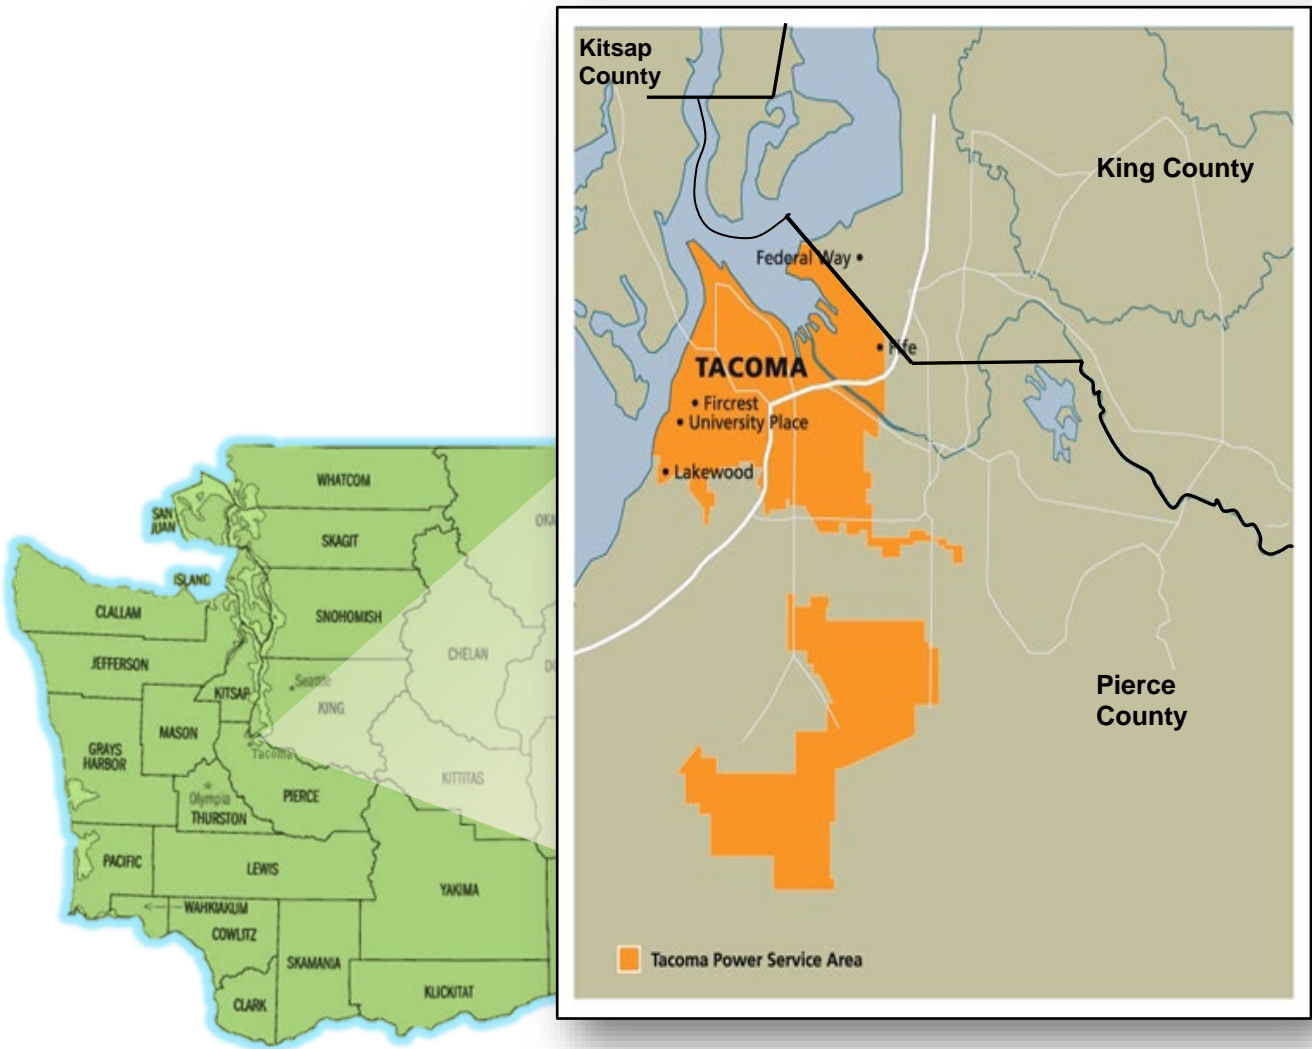 Kitsap
County
King County
Federal Way
Fife
TACOMA
Fircrest
University Place
Lakewood
Pierce
County
Tacoma Power Service Area
WHATCOM
SAN
JUAN
SKAGIT
ISLAND
CLALLAM
SNOHOMISH
JEFFERSON
CHELAN
KITSAP
Seattle
KING
MASON
GRAYS
HARBOR
Tacoma
KITTITAS
Olympia
THURSTON
PIERCE
PACIFIC
LEWIS
YAKIMA
WAHKIAKUM
COWLITZ
SKAMANIA
CLARK
KLICKITAT